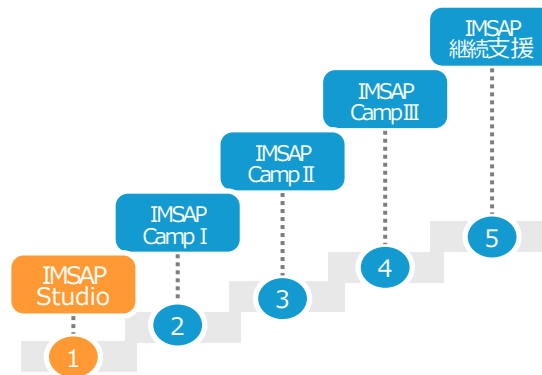 IMSAP
継続支援
IMSAP
CampⅢ
IMSAP
CampⅡ
IMSAP
CampⅠ
IMSAP
Studio
1
2
3
4
5